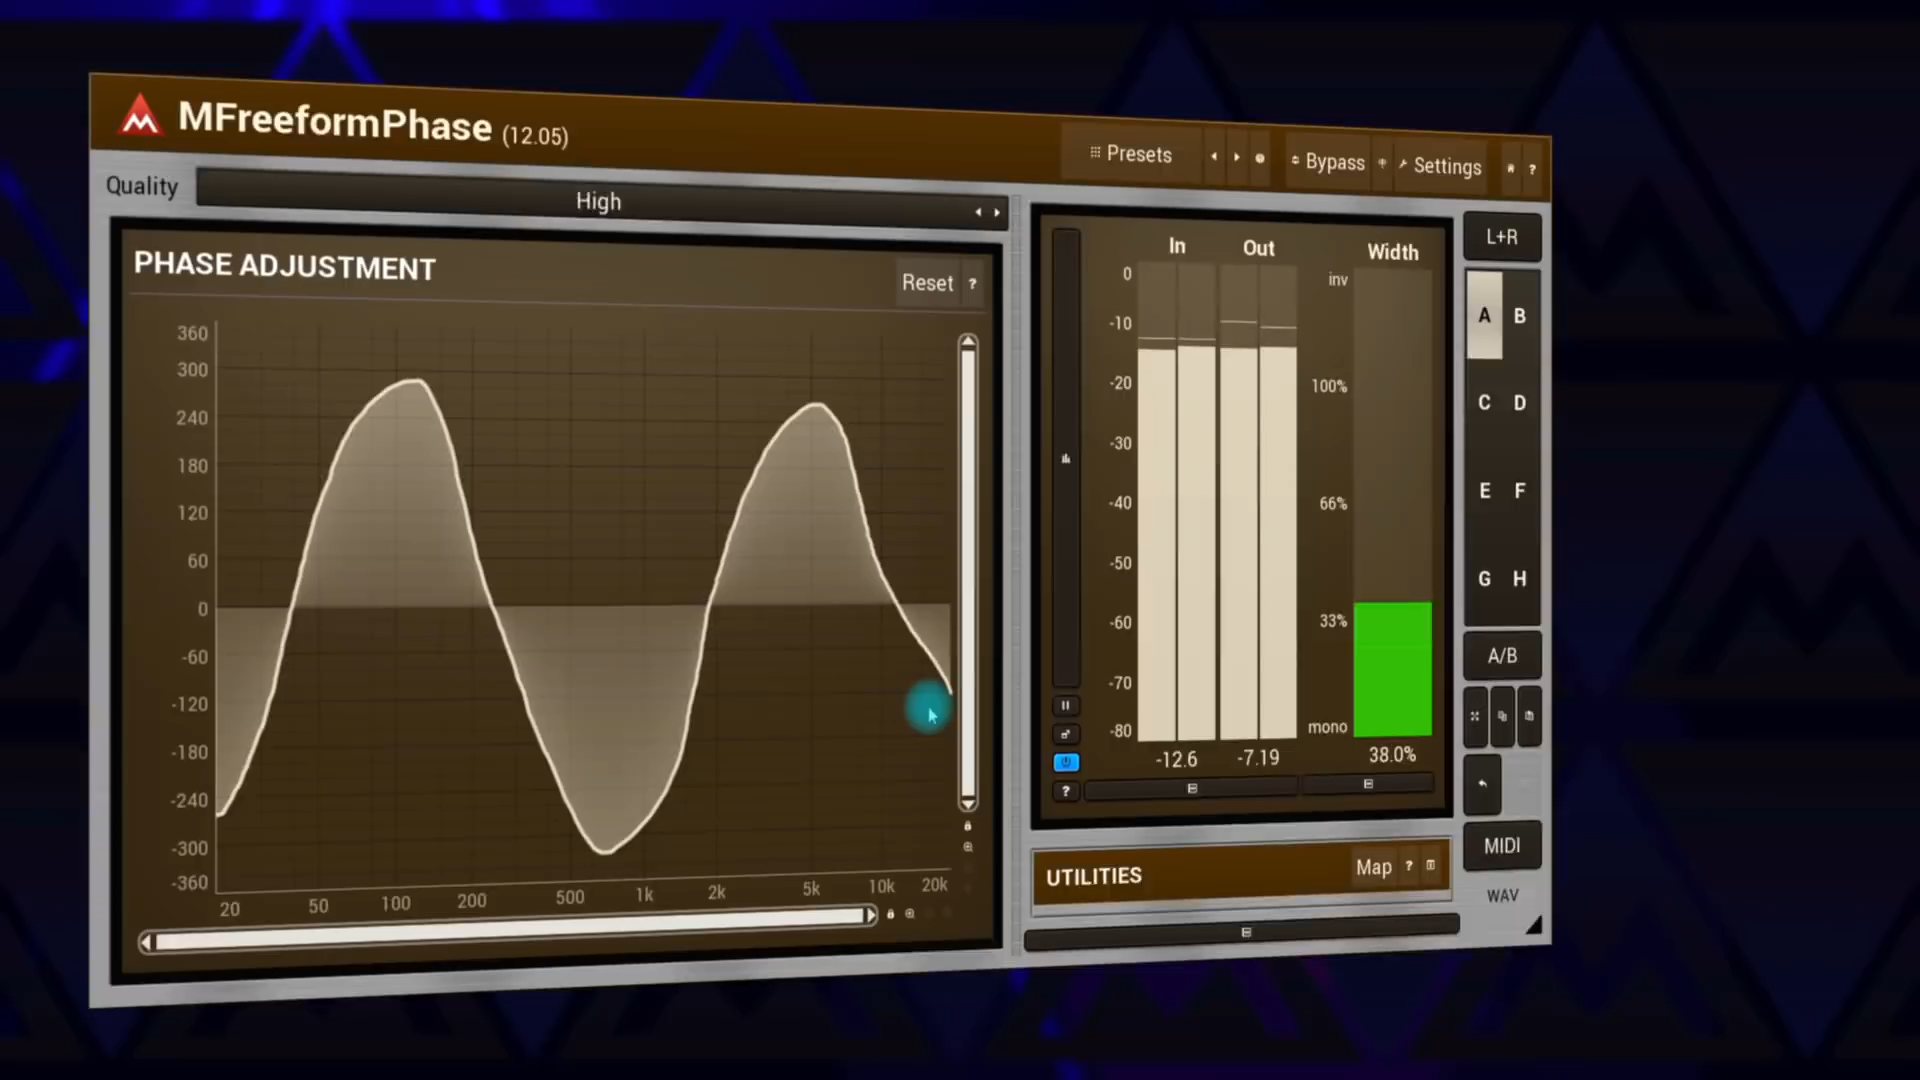 MFreeformPhase (12.05)
Presets
Bypass
Settings
?
Quality
High
PHASE ADJUSTMENT
Reset
?
360
300
240
180
120
60
0
-60
-120
-180
-240
-300
-360
20
50
100
200
500
1k
2k
5k
10k
20k
In
Out
Width
0
-10
-20
-30
-40
-50
-60
-70
-80
inv
100%
66%
33%
mono
-12.6
-7.19
38.0%
?
UTILITIES
Map
?
L+R
A
B
C
D
E
F
G
H
A/B
MIDI
WAV